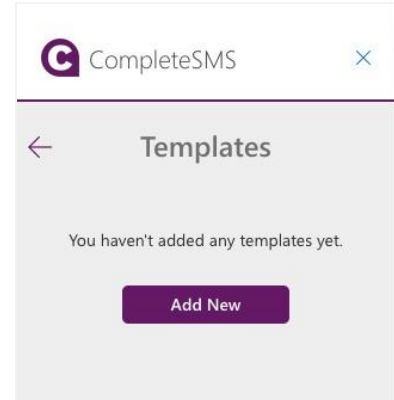 CompleteSMS
Templates
You haven't added any templates yet.
Add New